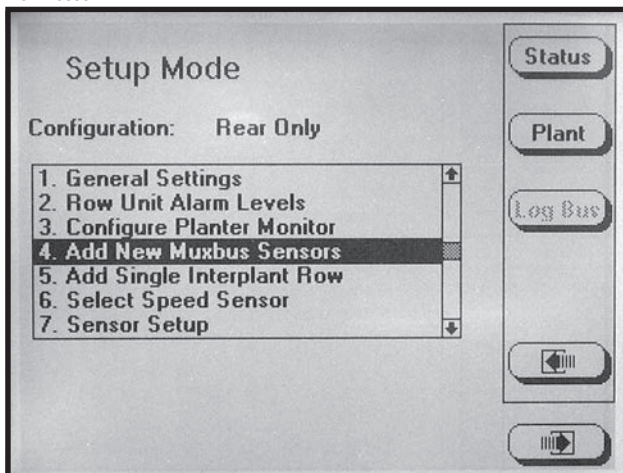 Setup Mode
Configuration: Rear Only
1. General Settings
2. Row Unit Alarm Levels
3. Configure Planter Monitor
4. Add New Muxbus Sensors
5. Add Single Interplant Row
6. Select Speed Sensor
7. Sensor Setup
Status
Plant
Log Bus